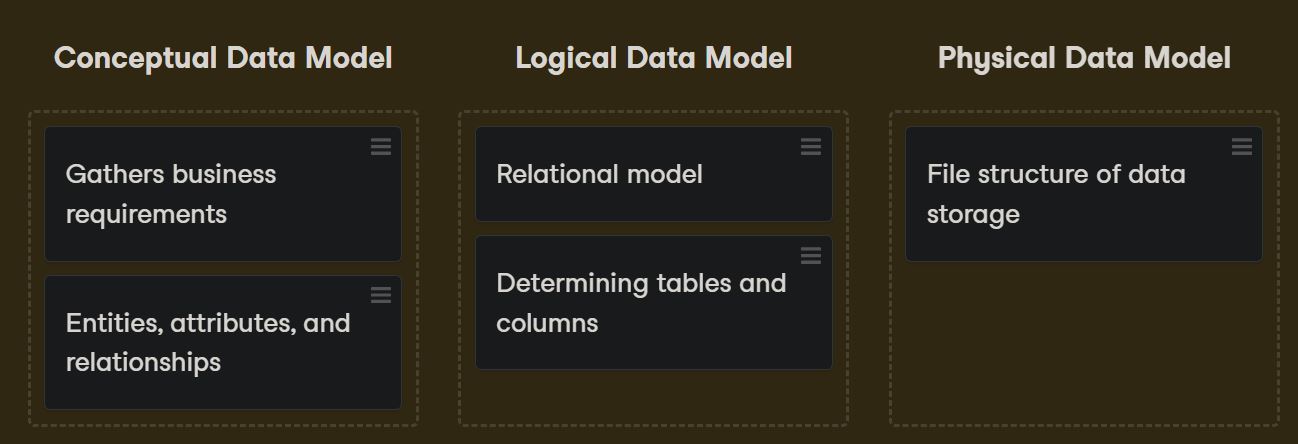 Conceptual Data Model
Gathers business
requirements
Entities, attributes, and
relationships
Logical Data Model
Relational model
Determining tables and
columns
Physical Data Model
File structure of data
storage